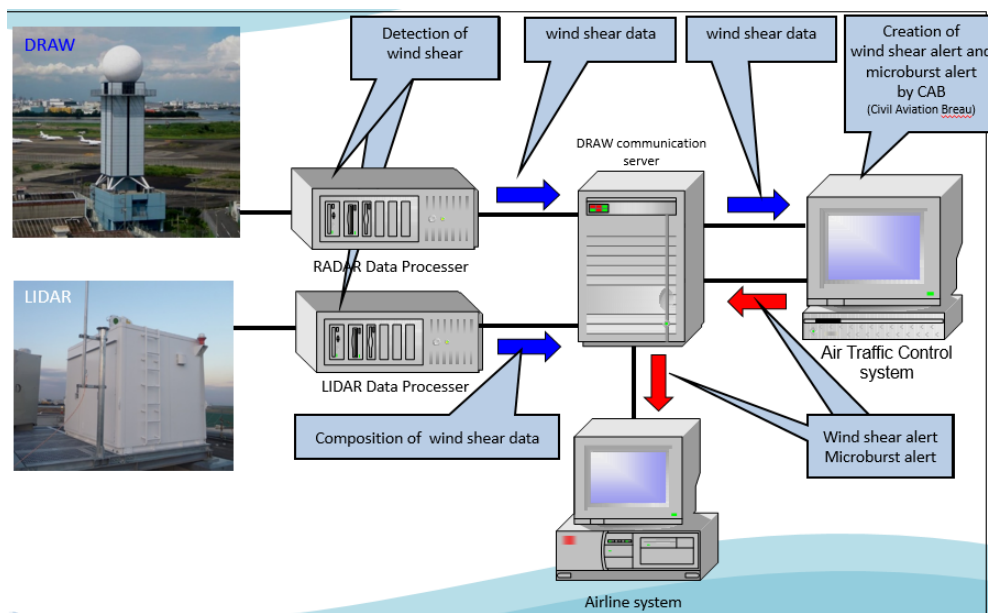 DRAW
Detection of
wind shear
wind shear data
wind shear data
Creation of
wind shear alert and
microburst alert
by CAB
(Civil Aviation Breau)
DRAW communication
server
RADAR Data Processer
LIDAR
LIDAR Data Processer
Air Traffic Control
system
Composition of wind shear data
Wind shear alert
Microburst alert
Airline system